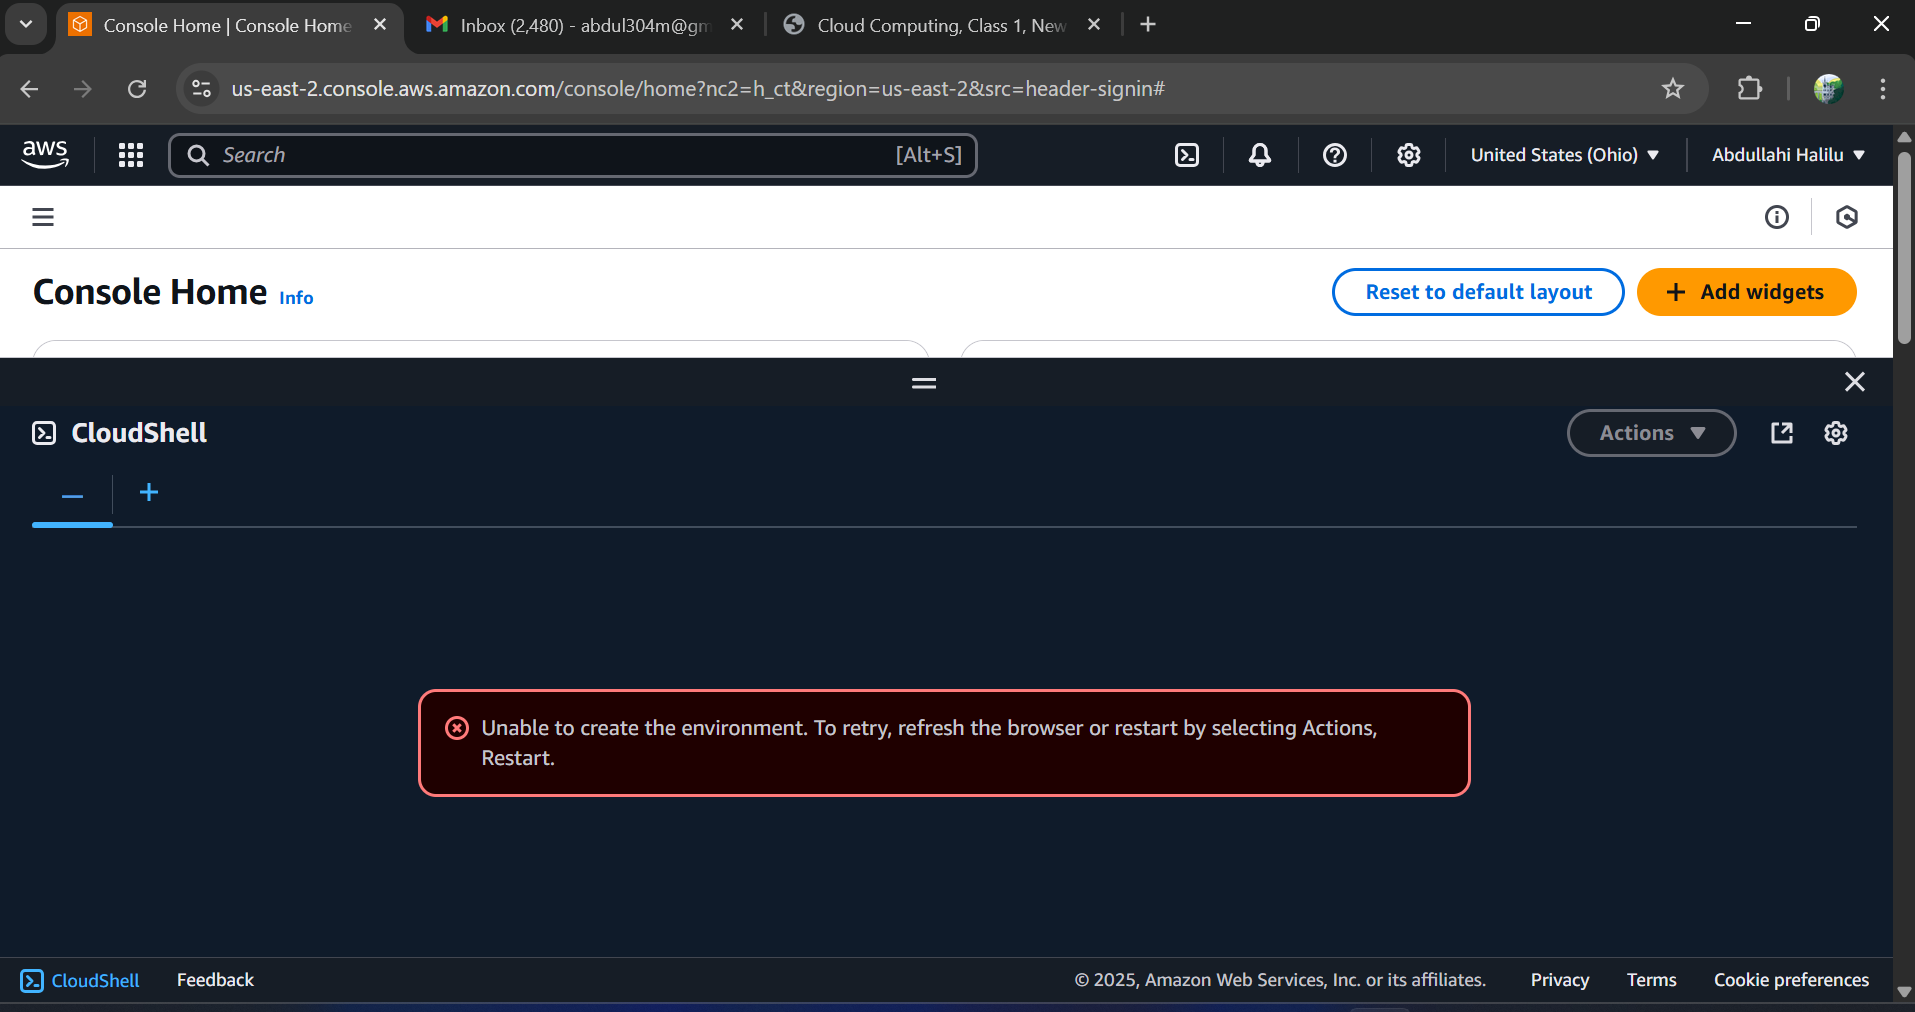 Console Home | Console Home
Inbox (2,480) - abdul304m@gm
Cloud Computing, Class 1, New
us-east-2.console.aws.amazon.com/console/home?nc2=h_ct&region=us-east-2&src=header-signin#
aws
Search
[Alt+S]
United States (Ohio)
Abdullahi Halilu
Console Home Info
Reset to default layout
+ Add widgets
CloudShell
Actions
Unable to create the environment. To retry, refresh the browser or restart by selecting Actions,
Restart.
CloudShell
Feedback
© 2025, Amazon Web Services, Inc. or its affiliates.
Privacy
Terms
Cookie preferences